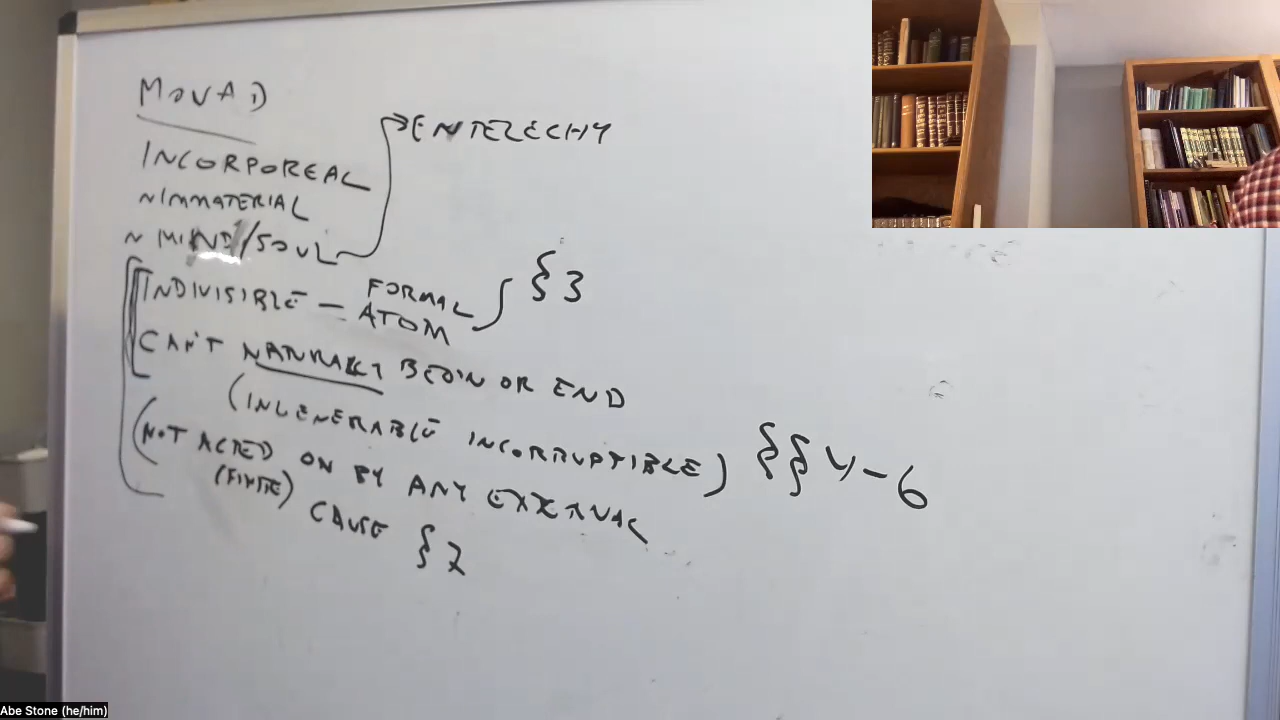 MONAD
ENTELECHY
INCORPOREAL
~IMMATERIAL
~ MIND/SOUL
INDIVISIBLE — FORMAL ATOM § 3
CAN'T NATURALLY BEGIN OR END
(INGENERABLE INCORRUPTIBLE) §§ 4-6
(NOT ACTED ON BY ANY EXTERNAL
(FINITE) CAUSE § 7
Abe Stone (he/him)